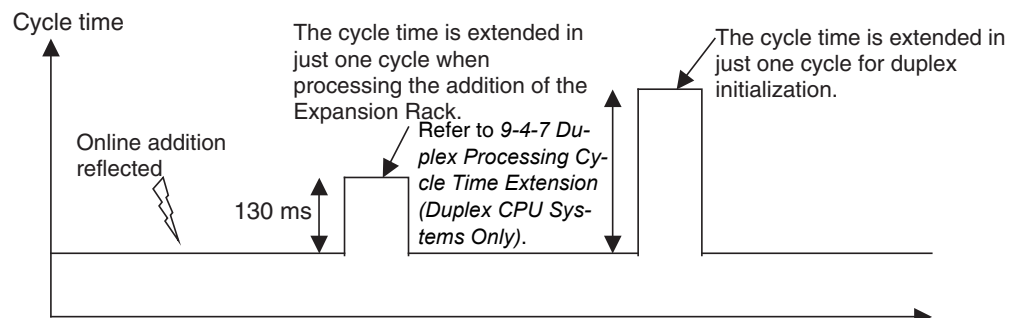 Cycle time
The cycle time is extended in
just one cycle when
processing the addition of the
Expansion Rack.
The cycle time is extended in
just one cycle for duplex
initialization.
Online addition
reflected
130 ms
Refer to 9-4-7 Du-
plex Processing Cy-
cle Time Extension
(Duplex CPU Sys-
tems Only).